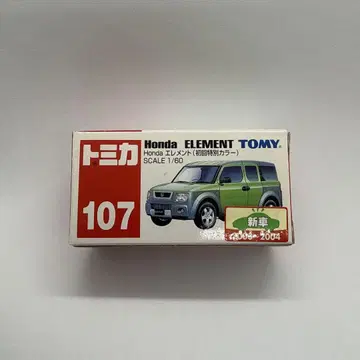 トミカ
Honda ELEMENT TOMY
Honda エレメント(初回特別カラー)
SCALE 1/60
107
新車
2004